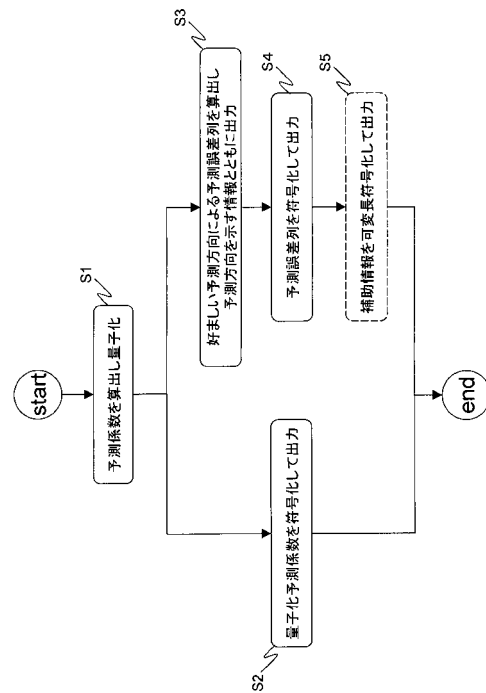 start
S1
予測係数を算出し量子化
S2
量子化予測係数を符号化して出力
S3
好ましい予測方向による予測誤差列を算出し
予測方向を示す情報とともに出力
S4
予測誤差列を符号化して出力
S5
補助情報を可変長符号化して出力
end